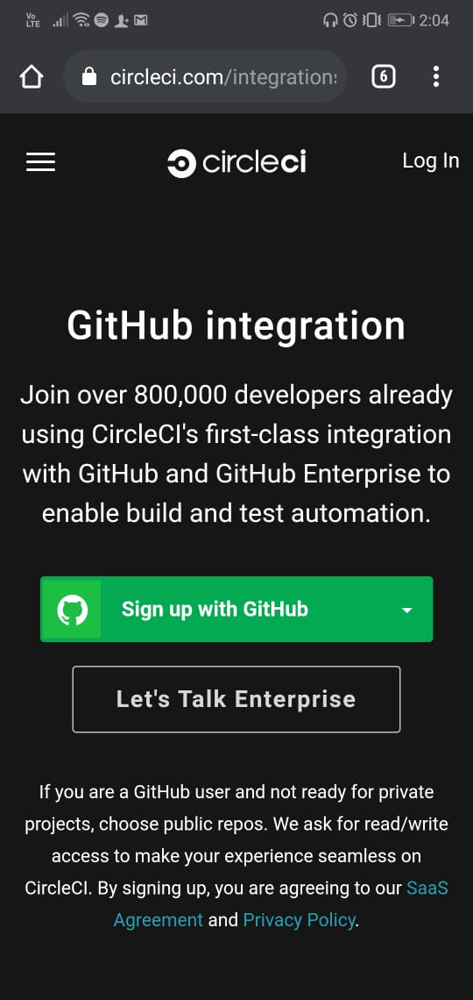 Vo
LTE
2:04
circleci.com/integrations
6
circleci
Log In
GitHub integration
Join over 800,000 developers already
using CircleCI's first-class integration
with GitHub and GitHub Enterprise to
enable build and test automation.
Sign up with GitHub
Let's Talk Enterprise
If you are a GitHub user and not ready for private
projects, choose public repos. We ask for read/write
access to make your experience seamless on
CircleCI. By signing up, you are agreeing to our SaaS
Agreement and Privacy Policy.